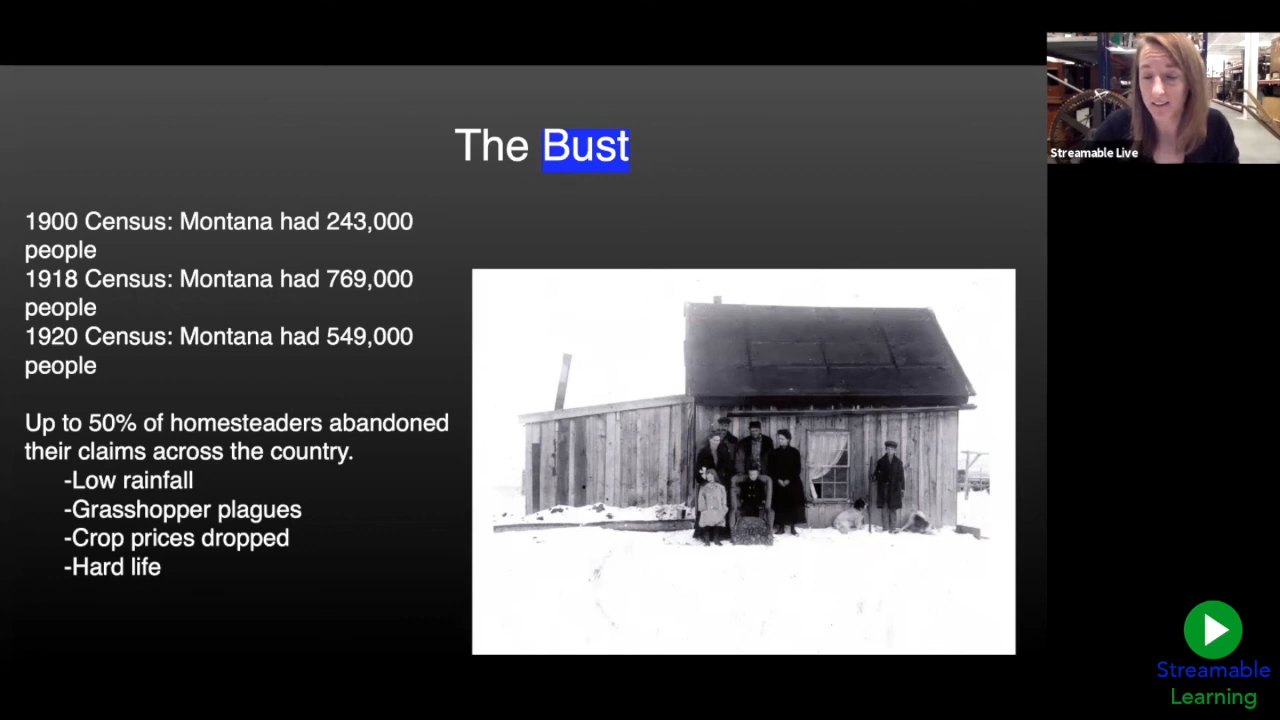 The Bust
1900 Census: Montana had 243,000
people
1918 Census: Montana had 769,000
people
1920 Census: Montana had 549,000
people
Up to 50% of homesteaders abandoned
their claims across the country.
-Low rainfall
-Grasshopper plagues
-Crop prices dropped
-Hard life
Streamable Live
Streamable
Learning